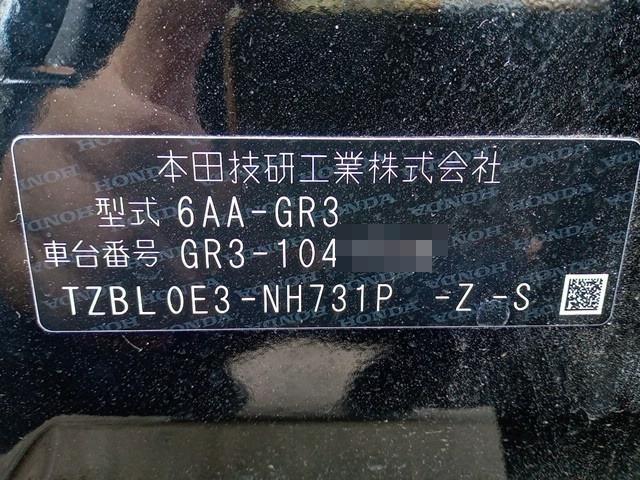 本田技研工業株式会社
型式 6AA-GR3
車台番号 GR3-104
TZBL0E3-NH731P -Z -S